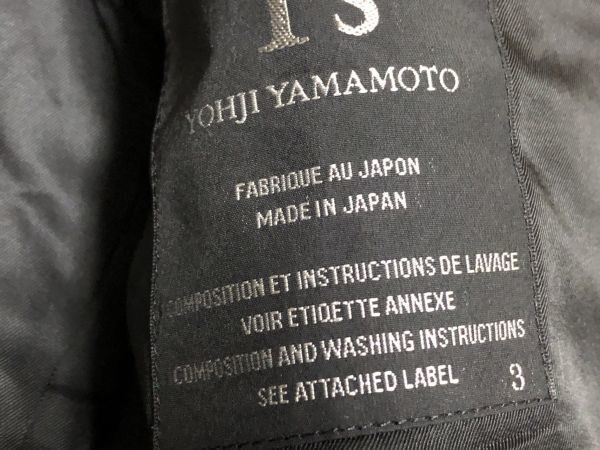 Y's
YOHJI YAMAMOTO
FABRIQUE AU JAPON
MADE IN JAPAN
COMPOSITION ET INSTRUCTIONS DE LAVAGE
VOIR ETIQETTE ANNEXE
COMPOSITION AND WASHING INSTRUCTIONS
SEE ATTACHED LABEL 3